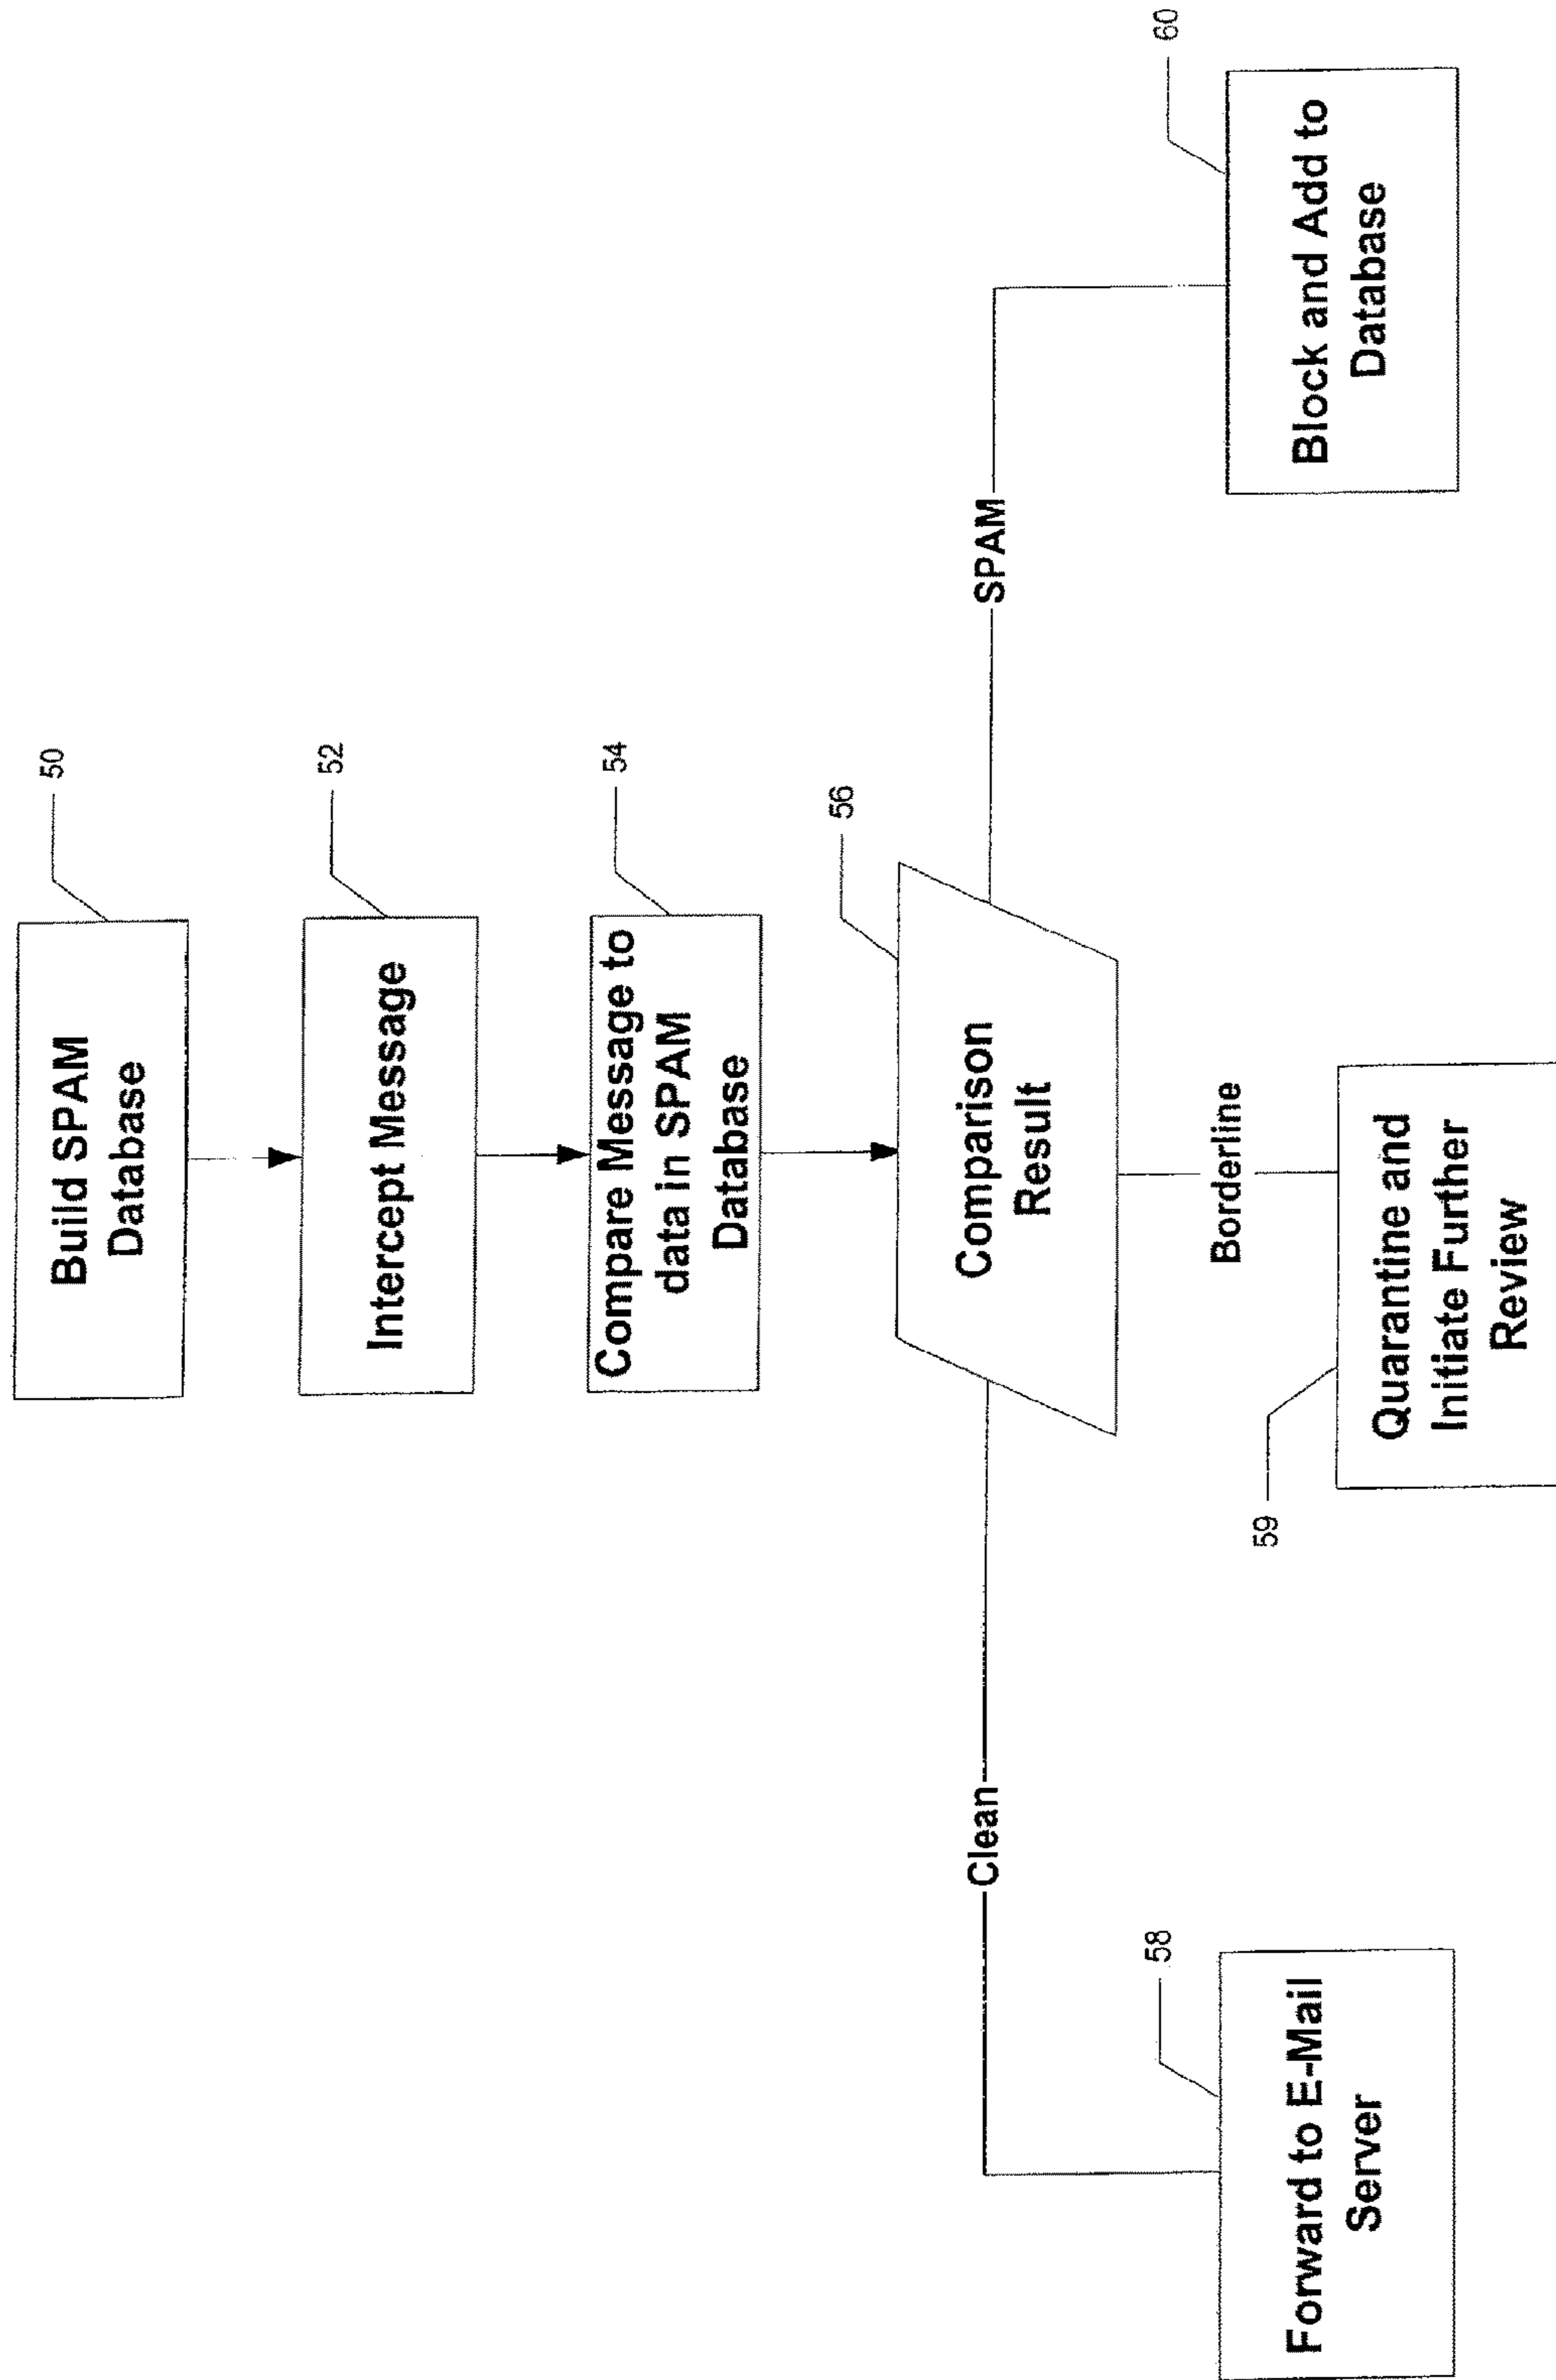 50
Build SPAM
Database
52
Intercept Message
54
Compare Message to
data in SPAM
Database
56
Comparison
Result
Clean
Borderline
SPAM
58
Forward to E-Mail
Server
59
Quarantine and
Initiate Further
Review
60
Block and Add to
Database